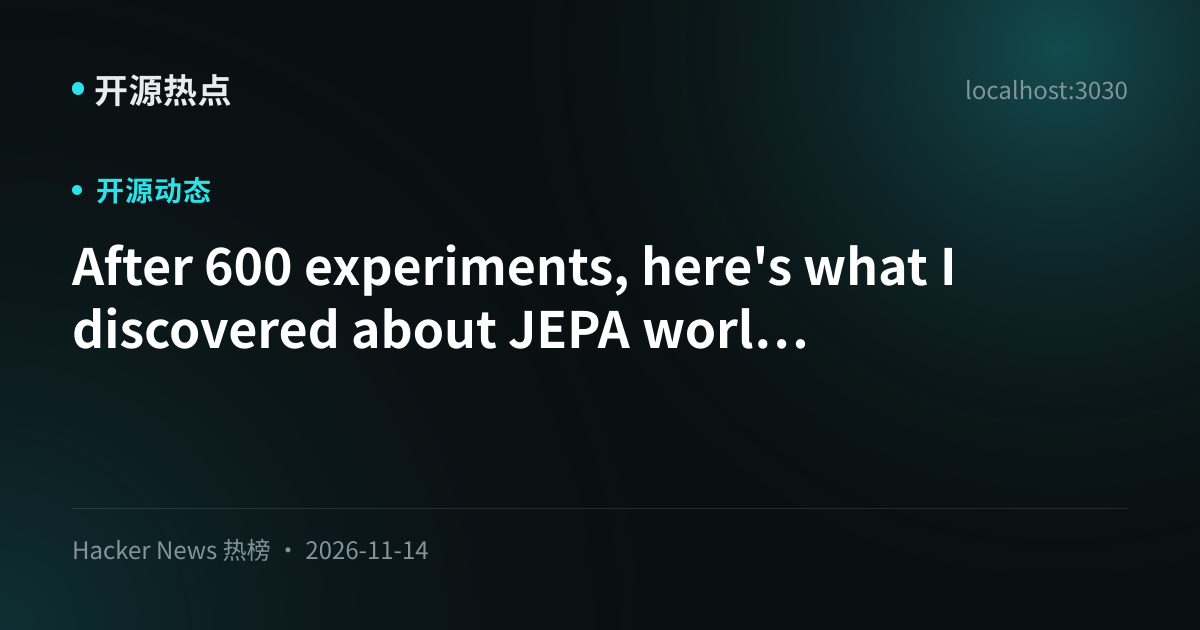 开源热点
localhost:3030
开源动态
After 600 experiments, here's what I
discovered about JEPA worl…
Hacker News 热榜 · 2026-11-14